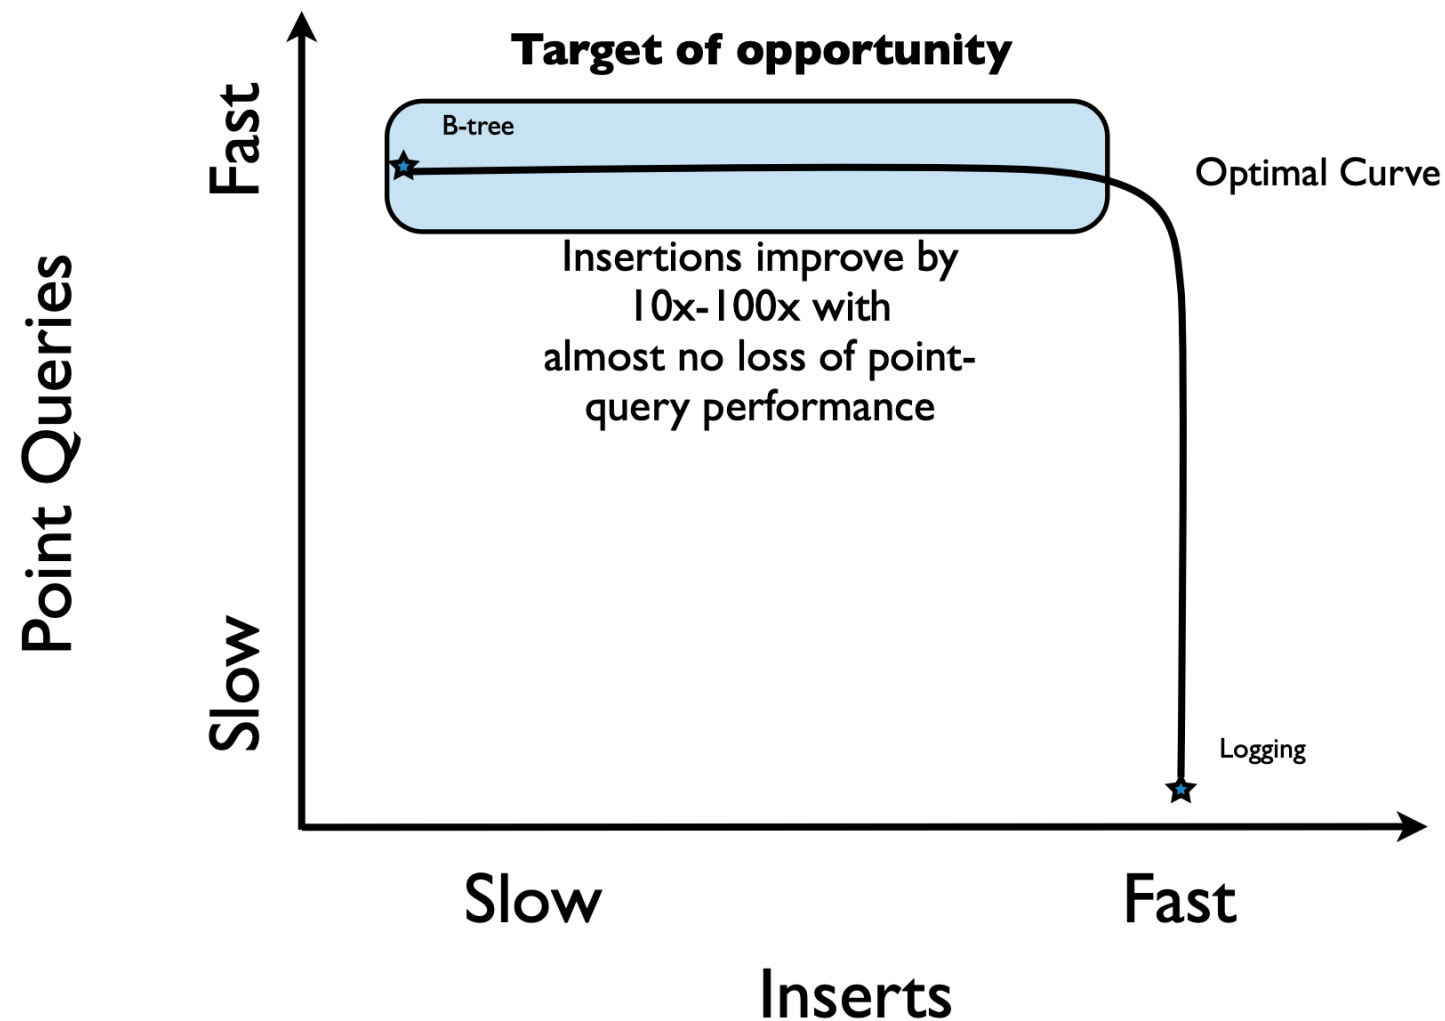 Target of opportunity
B-tree
Optimal Curve
Insertions improve by
10x-100x with
almost no loss of point-
query performance
Point Queries
Fast
Slow
Logging
Slow
Fast
Inserts